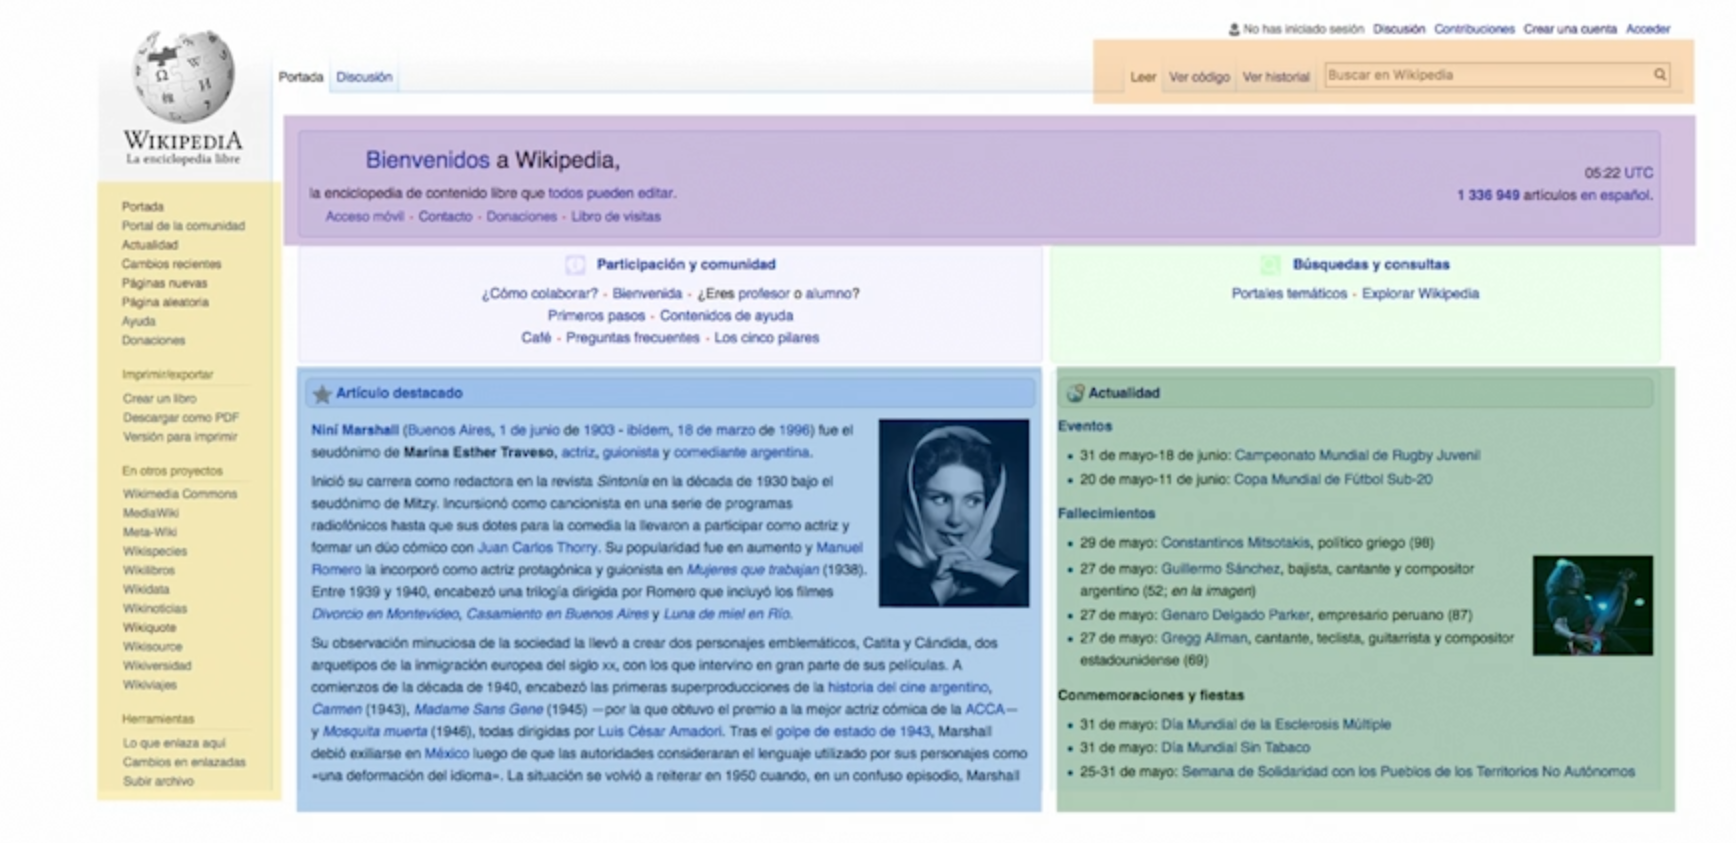 No has iniciado sesión Discusión Contribuciones Crear una cuenta Acceder
Portada Discusión
Leer Ver código Ver historial Buscar en Wikipedia
WIKIPEDIA
La enciclopedia libre
Portada
Portal de la comunidad
Actualidad
Cambios recientes
Páginas nuevas
Página aleatoria
Ayuda
Donaciones
Imprimir/exportar
Crear un libro
Descargar como PDF
Versión para imprimir
En otros proyectos
Wikimedia Commons
MediaWiki
Meta-Wiki
Wikispecies
Wikilibros
Wikidata
Wikinoticias
Wikiquote
Wikisource
Wikiversidad
Wikiviajes
Herramientas
Lo que enlaza aquí
Cambios en enlazadas
Subir archivo
Bienvenidos a Wikipedia,
la enciclopedia de contenido libre que todos pueden editar.
Acceso móvil · Contacto · Donaciones · Libro de visitas
05:22 UTC
1 336 949 artículos en español.
Participación y comunidad
¿Cómo colaborar? · Bienvenida · ¿Eres profesor o alumno?
Primeros pasos · Contenidos de ayuda
Café · Preguntas frecuentes · Los cinco pilares
Búsquedas y consultas
Portales temáticos · Explorar Wikipedia
Artículo destacado
Niní Marshall (Buenos Aires, 1 de junio de 1903 - ibídem, 18 de marzo de 1996) fue el
seudónimo de Marina Esther Traveso, actriz, guionista y comediante argentina.
Inició su carrera como redactora en la revista Sintonía en la década de 1930 bajo el
seudónimo de Mitzy. Incursionó como cancionista en una serie de programas
radiofónicos hasta que sus dotes para la comedia la llevaron a participar como actriz y
formar un dúo cómico con Juan Carlos Thorry. Su popularidad fue en aumento y Manuel
Romero la incorporó como actriz protagónica y guionista en Mujeres que trabajan (1938).
Entre 1939 y 1940, encabezó una trilogía dirigida por Romero que incluyó los filmes
Divorcio en Montevideo, Casamiento en Buenos Aires y Luna de miel en Río.
Su observación minuciosa de la sociedad la llevó a crear dos personajes emblemáticos, Catita y Cándida, dos
arquetipos de la inmigración europea del siglo xx, con los que intervino en gran parte de sus películas. A
comienzos de la década de 1940, encabezó las primeras superproducciones de la historia del cine argentino,
Carmen (1943), Madame Sans Gene (1945) —por la que obtuvo el premio a la mejor actriz cómica de la ACCA—
y Mosquita muerta (1946), todas dirigidas por Luis César Amadori. Tras el golpe de estado de 1943, Marshall
debió exiliarse en México luego de que las autoridades consideraran el lenguaje utilizado por sus personajes como
«una deformación del idioma». La situación se volvió a reiterar en 1950 cuando, en un confuso episodio, Marshall
Actualidad
Eventos
• 31 de mayo-18 de junio: Campeonato Mundial de Rugby Juvenil
• 20 de mayo-11 de junio: Copa Mundial de Fútbol Sub-20
Fallecimientos
• 29 de mayo: Constantinos Mitsotakis, político griego (98)
• 27 de mayo: Guillermo Sánchez, bajista, cantante y compositor
argentino (52; en la imagen)
• 27 de mayo: Genaro Delgado Parker, empresario peruano (87)
• 27 de mayo: Gregg Allman, cantante, teclista, guitarrista y compositor
estadounidense (69)
Conmemoraciones y fiestas
• 31 de mayo: Día Mundial de la Esclerosis Múltiple
• 31 de mayo: Día Mundial Sin Tabaco
• 25-31 de mayo: Semana de Solidaridad con los Pueblos de los Territorios No Autónomos